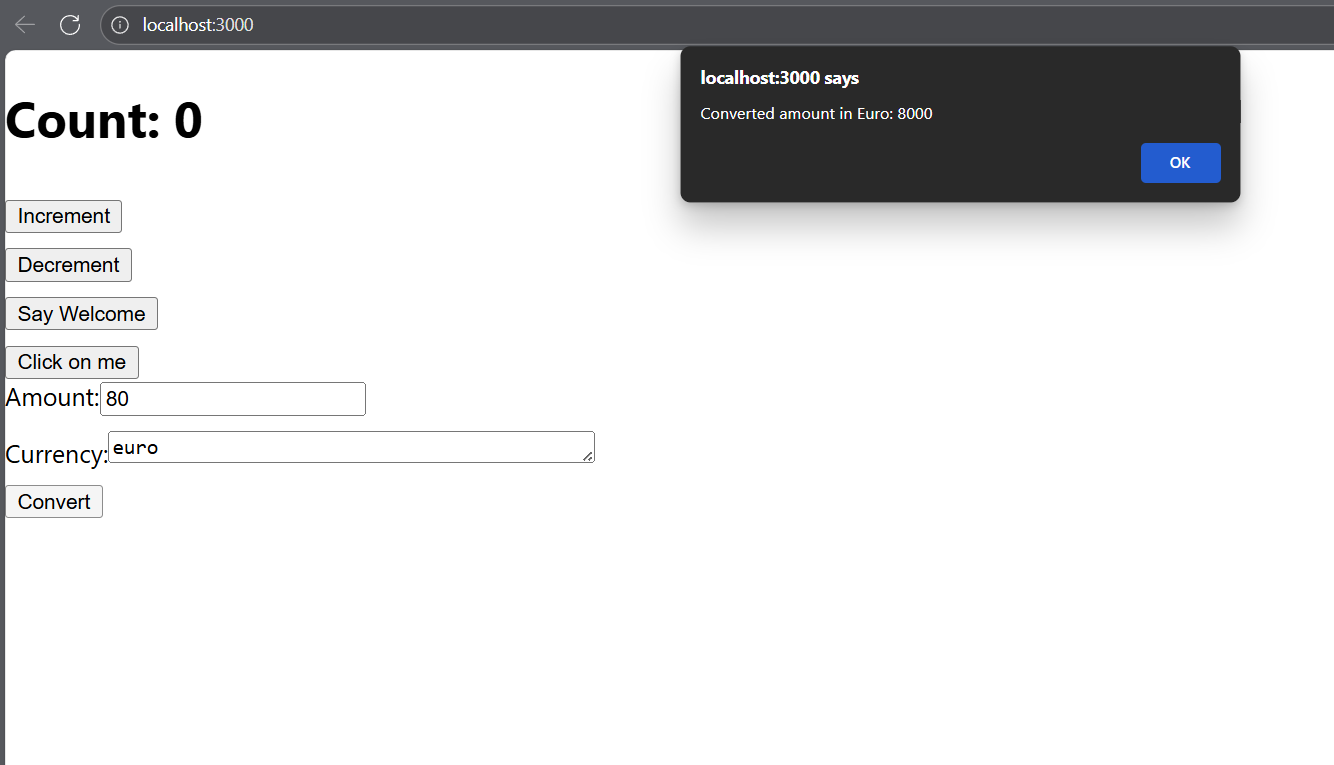 localhost:3000
localhost:3000 says
Converted amount in Euro: 8000
OK
Count: 0
Increment
Decrement
Say Welcome
Click on me
Amount:80
Currency:euro
Convert